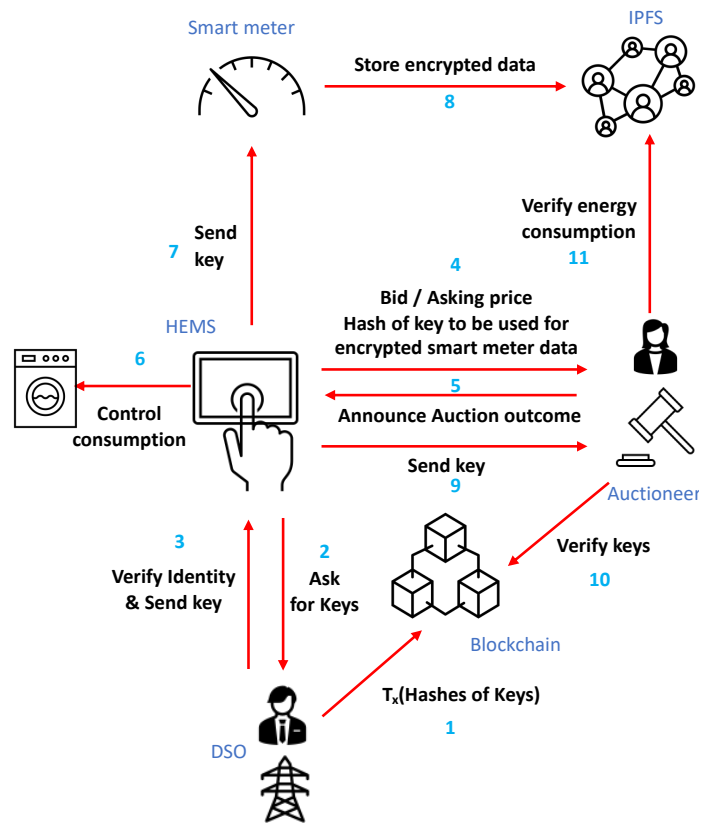 IPFS
Smart meter
Store encrypted data
8
Verify energy
consumption
11
Send
key
7
4
Bid / Asking price
Hash of key to be used for
encrypted smart meter data
HEMS
6
5
Control
consumption
Announce Auction outcome
Send key
9
Auctioneer
3
Verify Identity
& Send key
2
Ask
for Keys
Verify keys
10
Blockchain
Tx(Hashes of Keys)
1
DSO